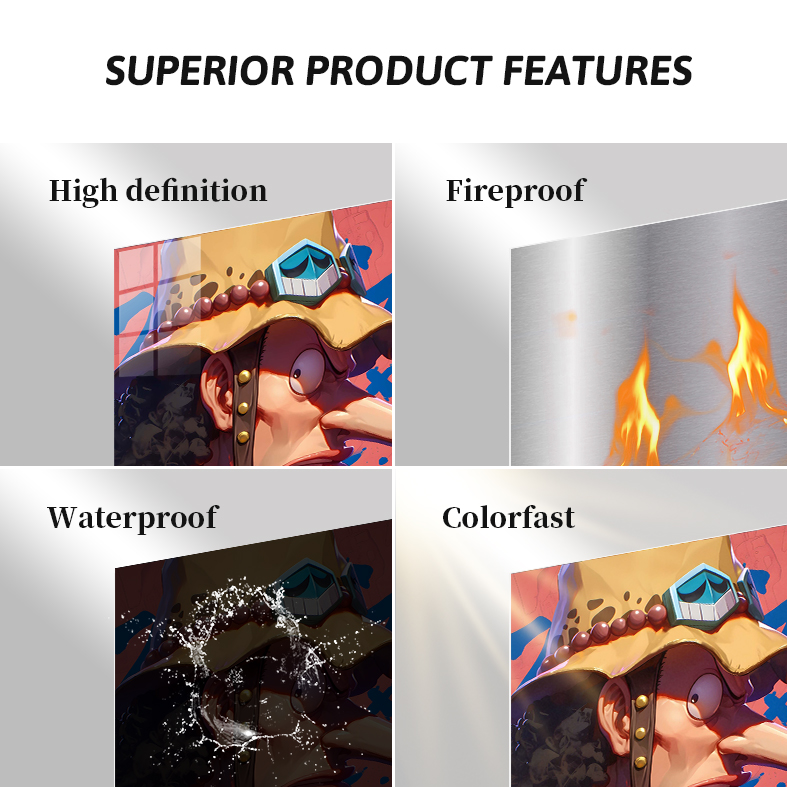 SUPERIOR PRODUCT FEATURES
High definition
Fireproof
Waterproof
Colorfast